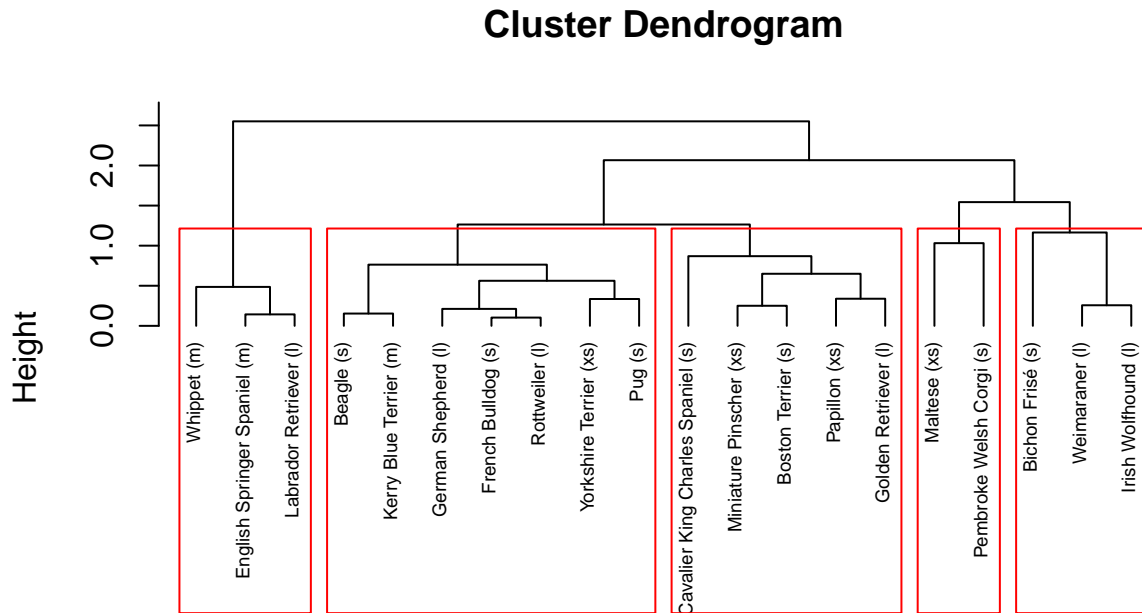 Cluster Dendrogram
Height
2.0
1.0
0.0
Whippet (m)
English Springer Spaniel (m)
Labrador Retriever (l)
Beagle (s)
Kerry Blue Terrier (m)
German Shepherd (l)
French Bulldog (s)
Rottweiler (l)
Yorkshire Terrier (xs)
Pug (s)
Cavalier King Charles Spaniel (s)
Miniature Pinscher (xs)
Boston Terrier (s)
Papillon (xs)
Golden Retriever (l)
Maltese (xs)
Pembroke Welsh Corgi (s)
Bichon Frisé (s)
Weimaraner (l)
Irish Wolfhound (l)